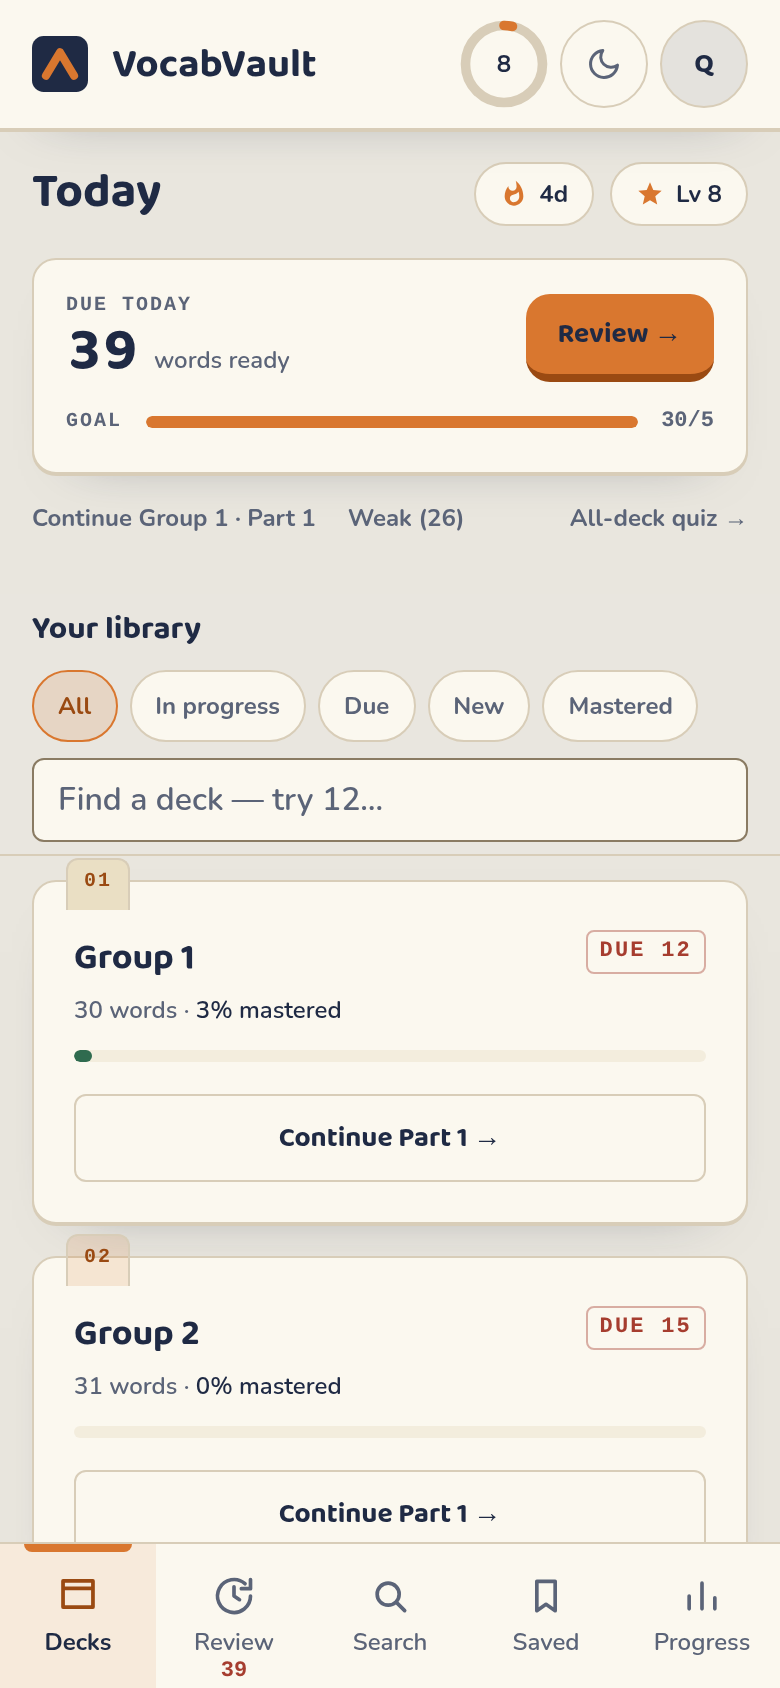 VocabVault 8 Q
Today 4d Lv 8
DUE TODAY
39 words ready Review →
GOAL 30/5
Continue Group 1 · Part 1 Weak (26) All-deck quiz →
Your library
All In progress Due New Mastered
Find a deck — try 12...
01
Group 1 DUE 12
30 words · 3% mastered
Continue Part 1 →
02
Group 2 DUE 15
31 words · 0% mastered
Continue Part 1 →
Decks Review Search Saved Progress
39